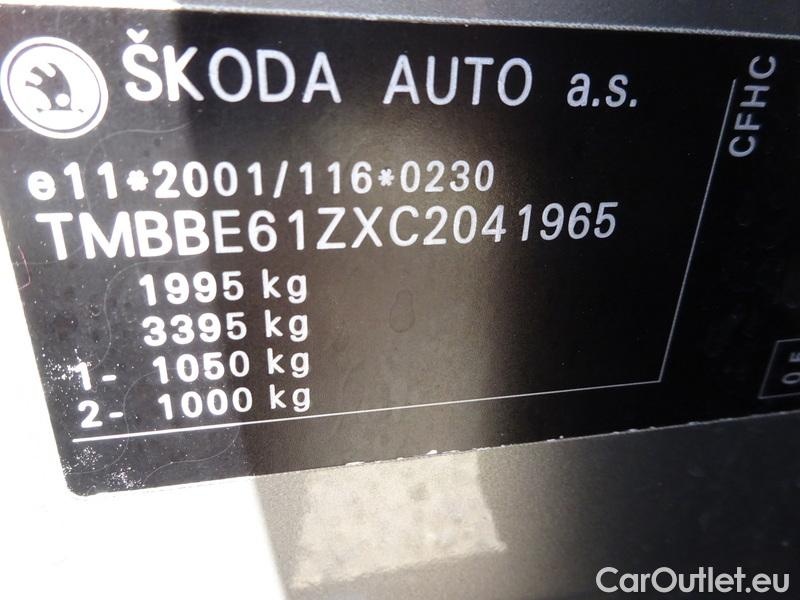 ŠKODA AUTO a.s.
e11*2001/116*0230
TMBBE61ZXC2041965
1995 kg
3395 kg
1- 1050 kg
2- 1000 kg
CFHC
CarOutlet.eu